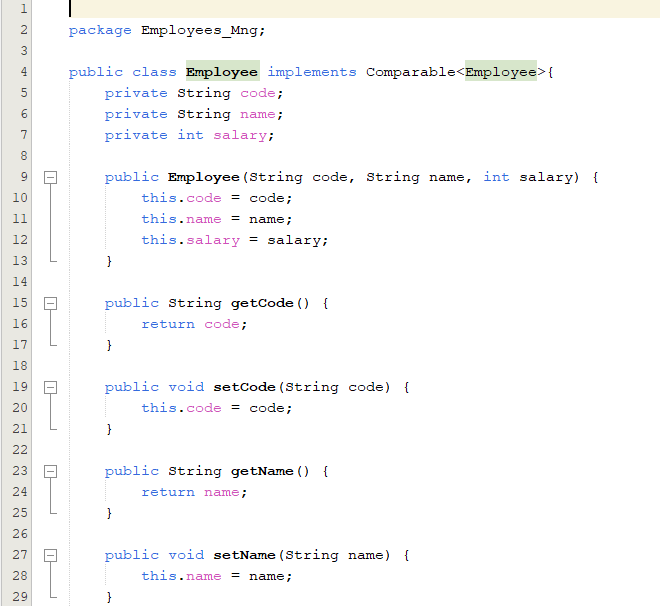 1
2 package Employees_Mng;
3
4 public class Employee implements Comparable<Employee>{
5 private String code;
6 private String name;
7 private int salary;
8
9 public Employee(String code, String name, int salary) {
10 this.code = code;
11 this.name = name;
12 this.salary = salary;
13 }
14
15 public String getCode() {
16 return code;
17 }
18
19 public void setCode(String code) {
20 this.code = code;
21 }
22
23 public String getName() {
24 return name;
25 }
26
27 public void setName(String name) {
28 this.name = name;
29 }